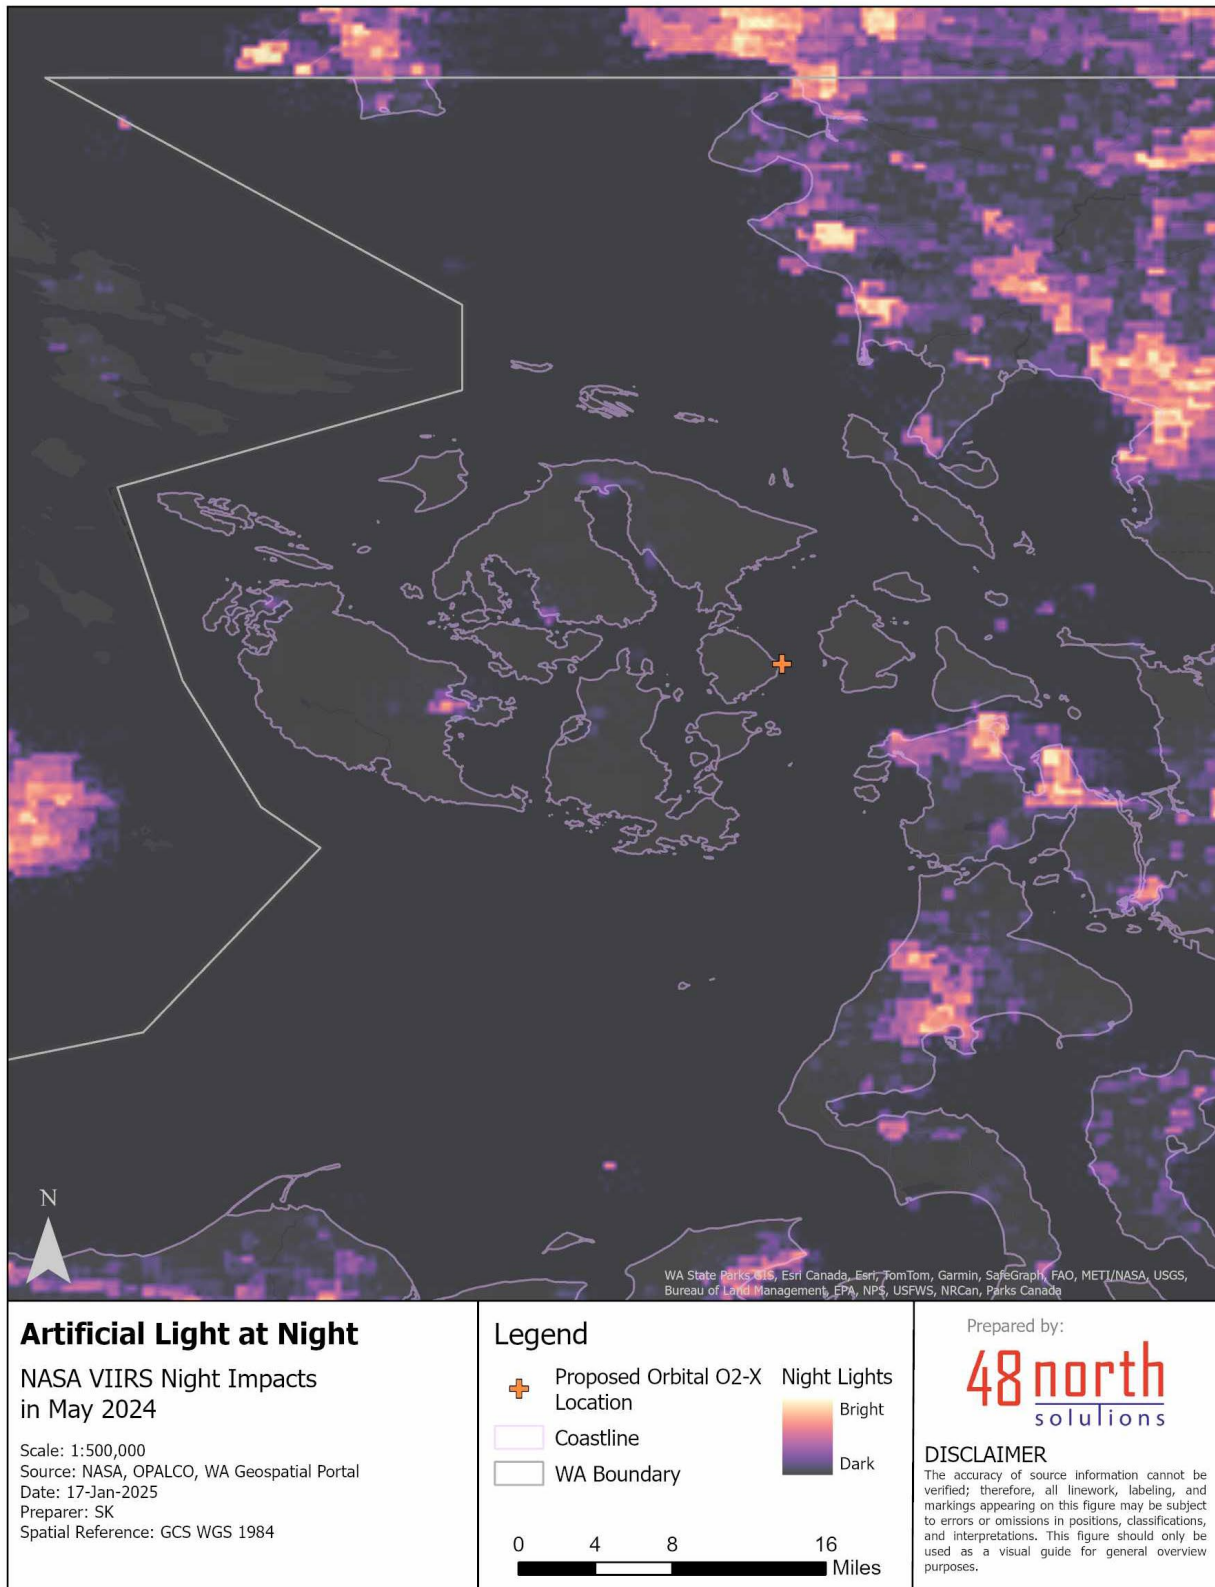 N
WA State Parks GIS, Esri Canada, Esri, TomTom, Garmin, SafeGraph, FAO, METI/NASA, USGS,
Bureau of Land Management, EPA, NPS, USFWS, NRCan, Parks Canada
Artificial Light at Night
NASA VIIRS Night Impacts
in May 2024
Scale: 1:500,000
Source: NASA, OPALCO, WA Geospatial Portal
Date: 17-Jan-2025
Preparer: SK
Spatial Reference: GCS WGS 1984
Legend
Proposed Orbital O2-X
Location
Coastline
WA Boundary
Night Lights
Bright
Dark
0 4 8 16
Miles
Prepared by:
48 north
solutions
DISCLAIMER
The accuracy of source information cannot be
verified; therefore, all linework, labeling, and
markings appearing on this figure may be subject
to errors or omissions in positions, classifications,
and interpretations. This figure should only be
used as a visual guide for general overview
purposes.